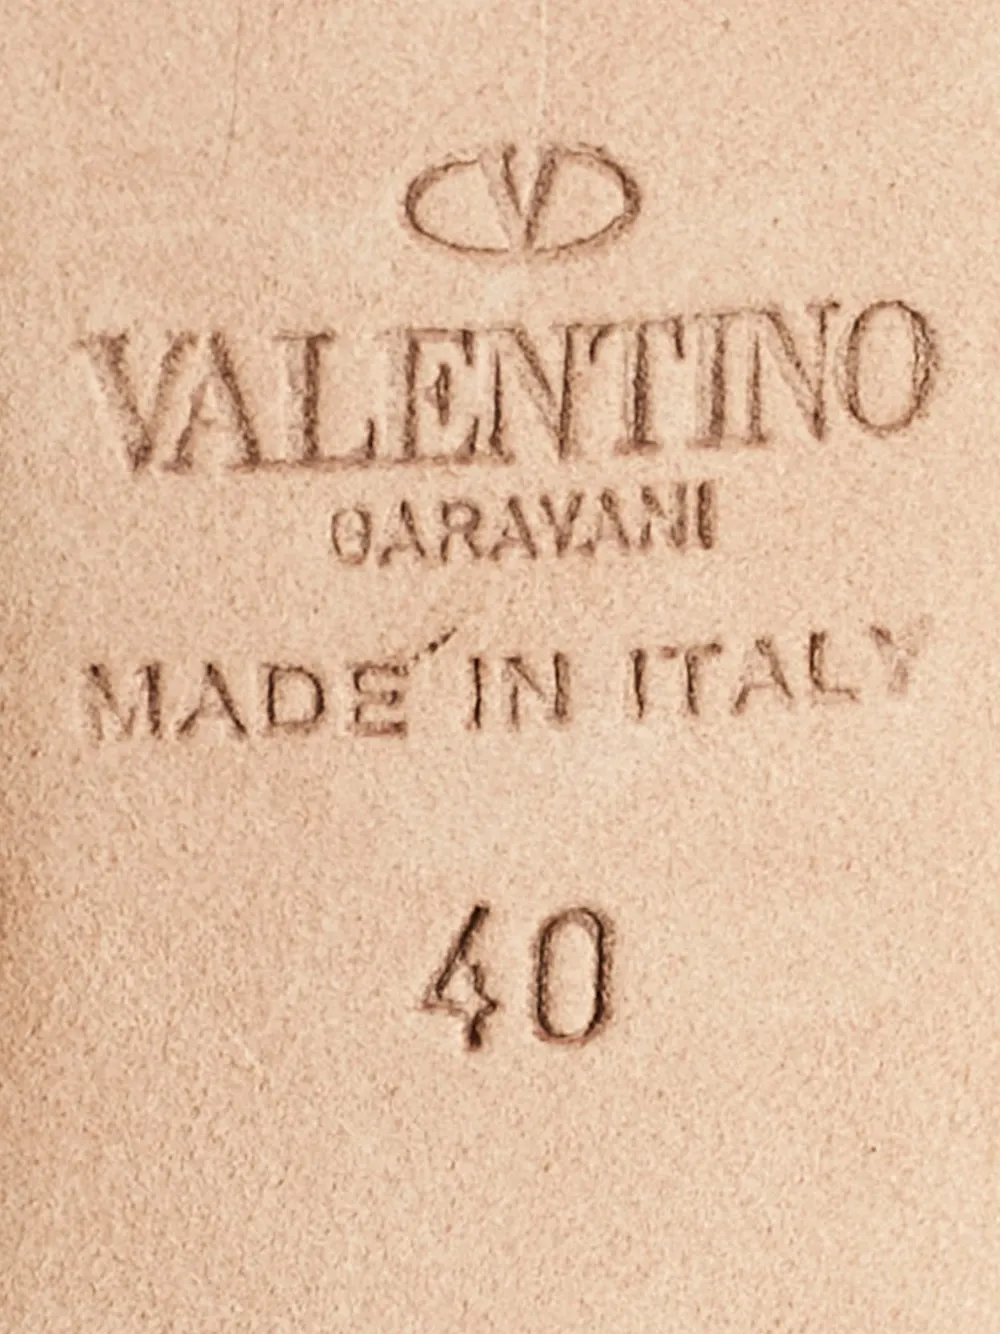 V
VALENTINO
GARAVANI
MADE IN ITALY
40